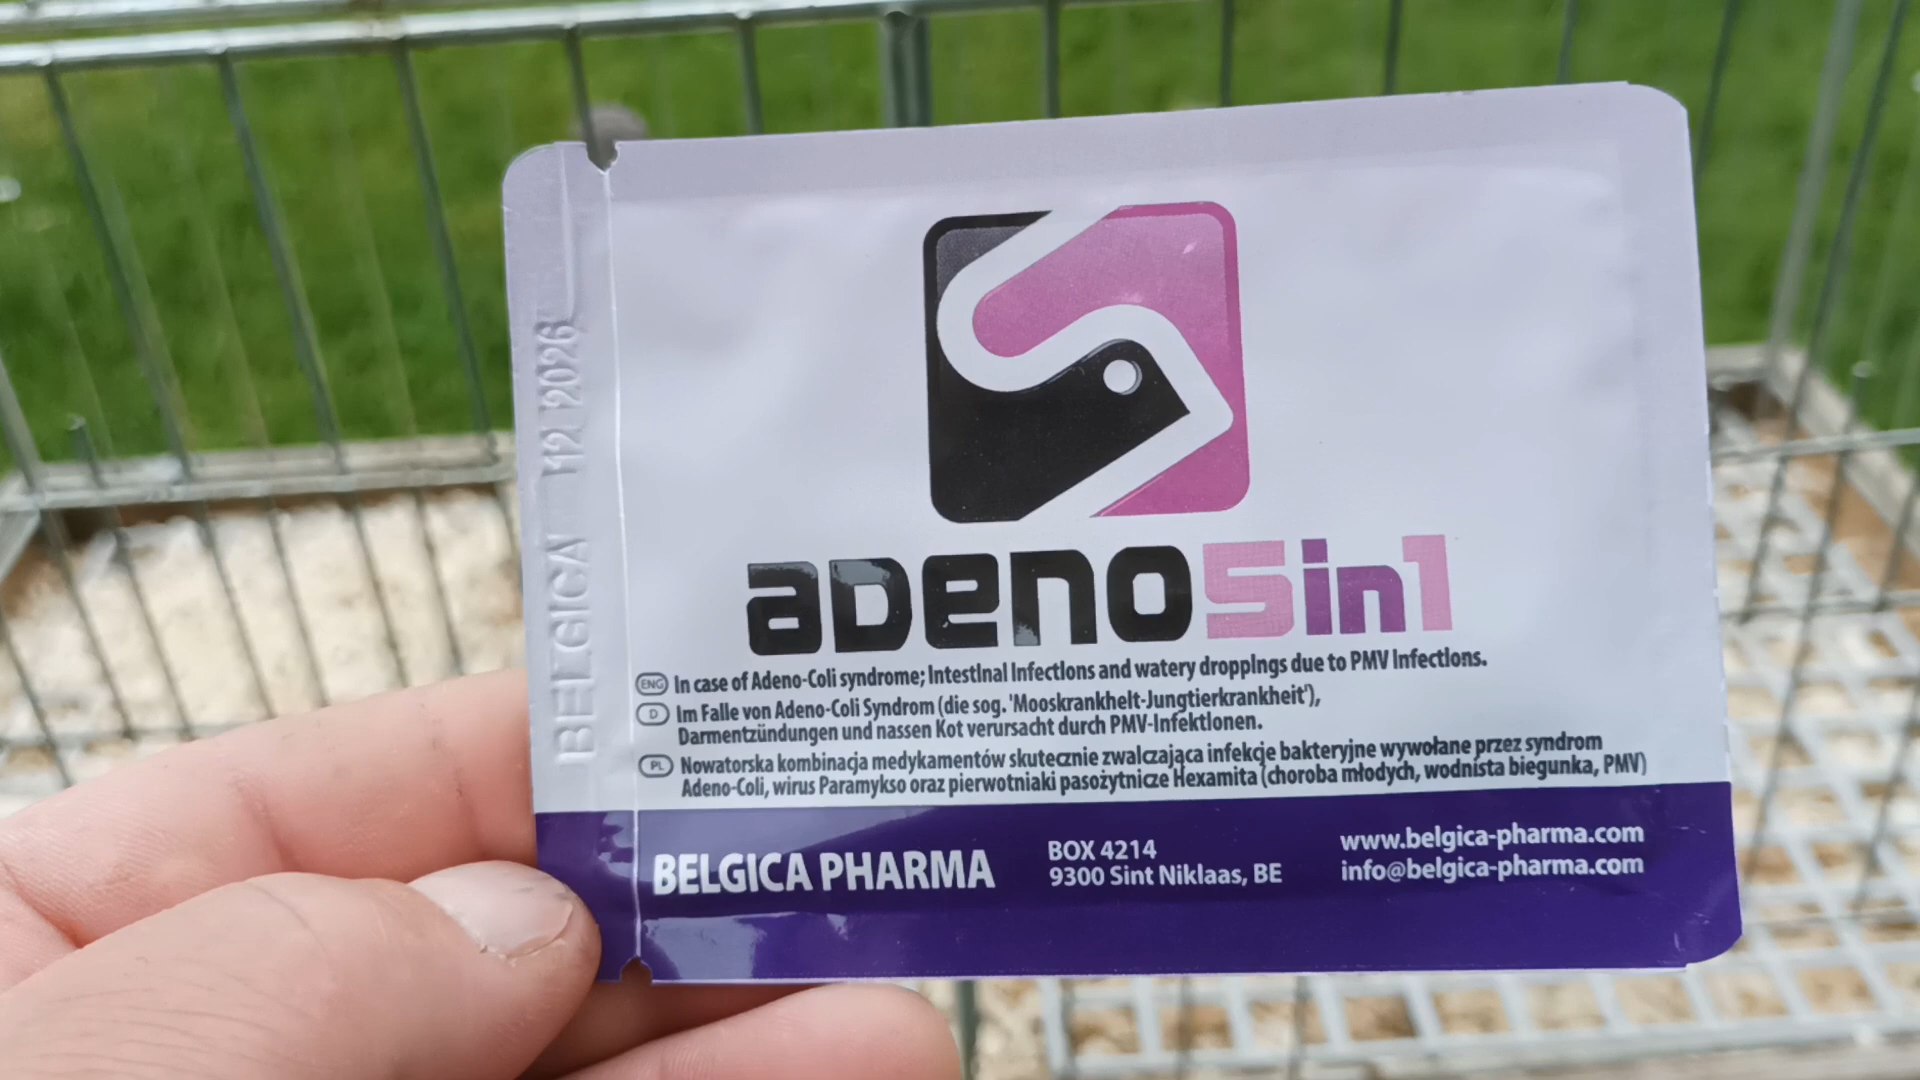 BELGICA 12 2026
adeno5in1
ENG In case of Adeno-Coli syndrome; Intestinal Infections and watery droppings due to PMV Infections.
D Im Falle von Adeno-Coli Syndrom (die sog. 'Mooskrankhelt-Jungtierkrankheit'),
Darmentzündungen und nassen Kot verursacht durch PMV-Infektlonen.
PL Nowatorska kombinacja medykamentów skutecznie zwalczająca infekcje bakteryjne wywołane przez syndrom
Adeno-Coli, wirus Paramykso oraz pierwotniaki pasożytnicze Hexamita (choroba młodych, wodnista biegunka, PMV)
BELGICA PHARMA
BOX 4214
9300 Sint Niklaas, BE
www.belgica-pharma.com
info@belgica-pharma.com